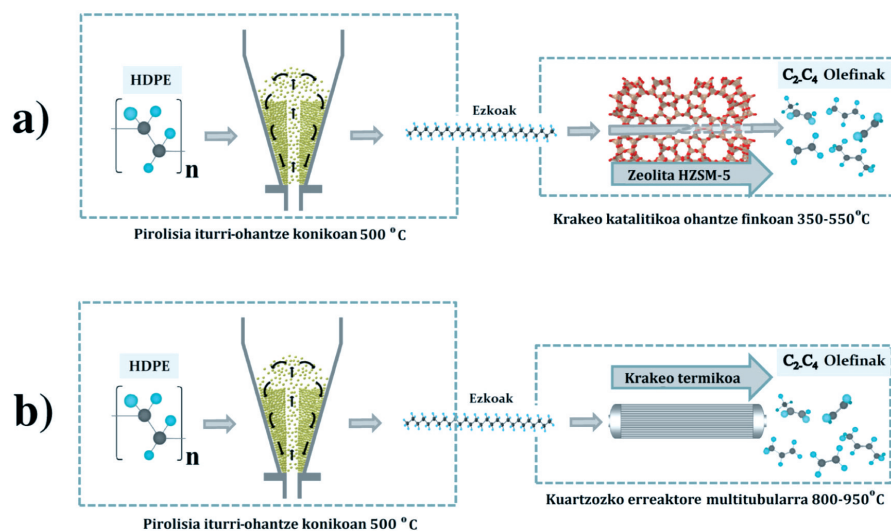 a)
HDPE
n
Pirolisia iturri-ohantze konikoan 500 °C
Ezkoak
C2-C4 Olefinak
Zeolita HZSM-5
Krakeo katalitikoa ohantze finkoan 350-550°C
b)
HDPE
n
Pirolisia iturri-ohantze konikoan 500 °C
Ezkoak
C2-C4 Olefinak
Krakeo termikoa
Kuartzozko erreaktore multitubularra 800-950°C